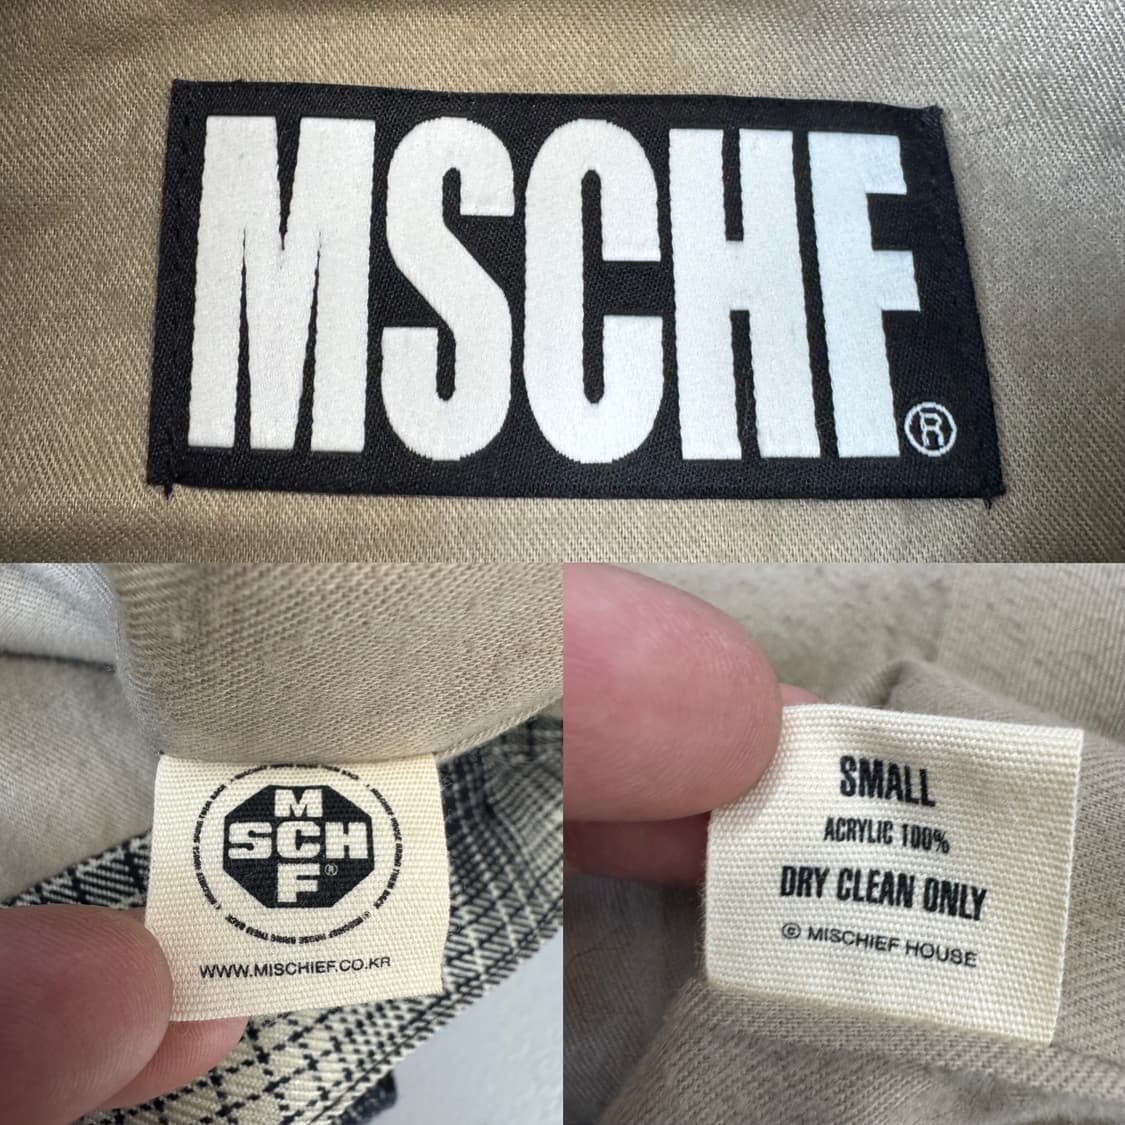 MSCHF
®
M
SCH
F®
WWW.MISCHIEF.CO.KR
SMALL
ACRYLIC 100%
DRY CLEAN ONLY
© MISCHIEF HOUSE